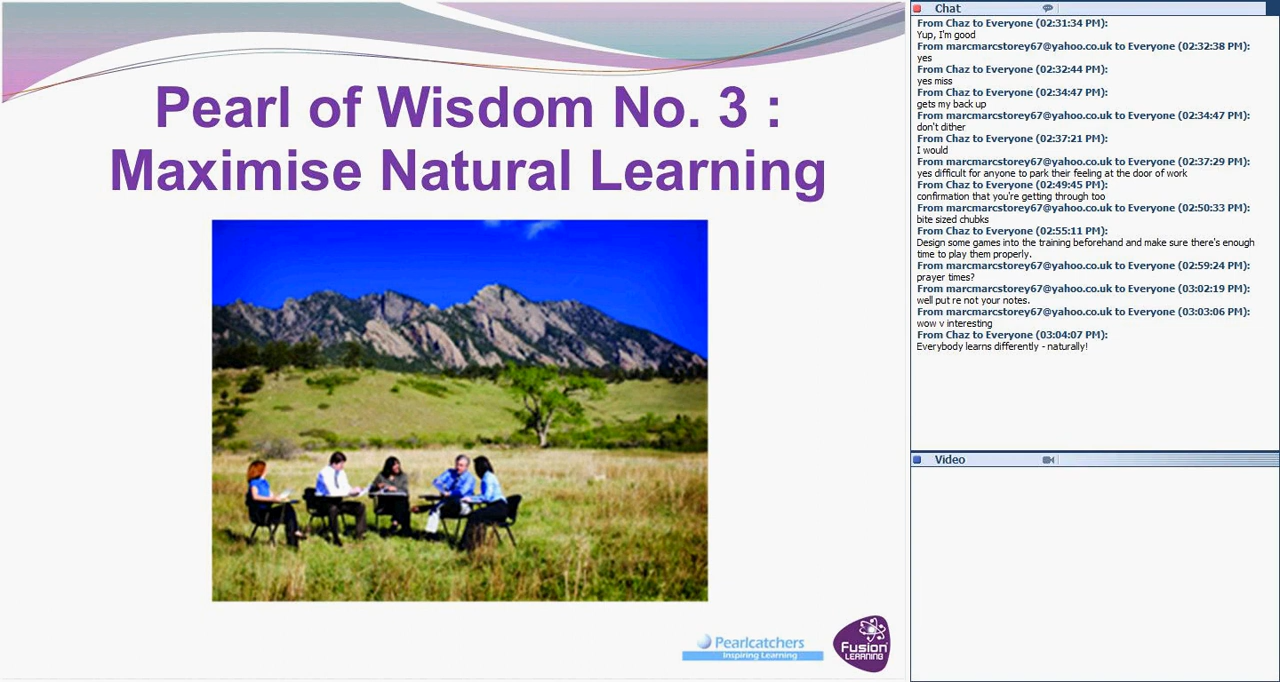 Pearl of Wisdom No. 3 :
Maximise Natural Learning
Pearlcatchers
Inspiring Learning
Fusion
LEARNING
Chat
From Chaz to Everyone (02:31:34 PM):
Yup, I'm good
From marcmarcstorey67@yahoo.co.uk to Everyone (02:32:38 PM):
yes
From Chaz to Everyone (02:32:44 PM):
yes miss
From Chaz to Everyone (02:34:47 PM):
gets my back up
From marcmarcstorey67@yahoo.co.uk to Everyone (02:34:47 PM):
don't dither
From Chaz to Everyone (02:37:21 PM):
I would
From marcmarcstorey67@yahoo.co.uk to Everyone (02:37:29 PM):
yes difficult for anyone to park their feeling at the door of work
From Chaz to Everyone (02:49:45 PM):
confirmation that you're getting through too
From marcmarcstorey67@yahoo.co.uk to Everyone (02:50:33 PM):
bite sized chubks
From Chaz to Everyone (02:55:11 PM):
Design some games into the training beforehand and make sure there's enough
time to play them properly.
From marcmarcstorey67@yahoo.co.uk to Everyone (02:59:24 PM):
prayer times?
From marcmarcstorey67@yahoo.co.uk to Everyone (03:02:19 PM):
well put re not your notes.
From marcmarcstorey67@yahoo.co.uk to Everyone (03:03:06 PM):
wow v interesting
From Chaz to Everyone (03:04:07 PM):
Everybody learns differently - naturally!
Video